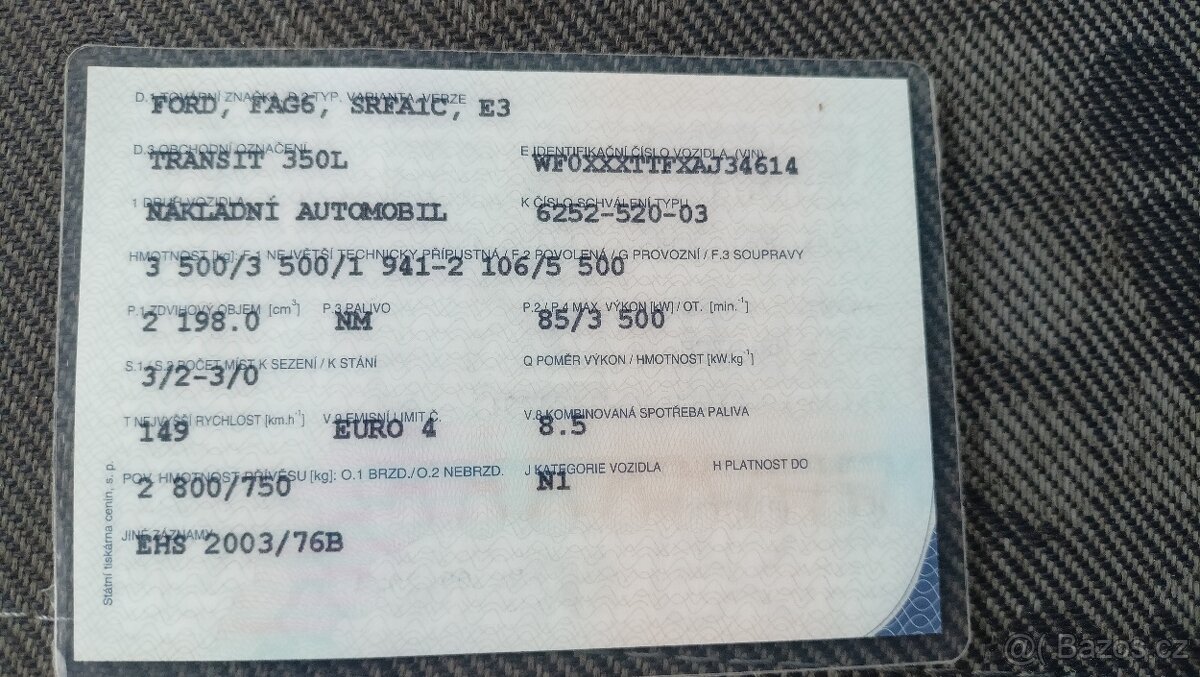 D.1 TOVÁRNÍ ZNAČKA, D.2 TYP, VARIANTA, VERZE
FORD, FAG6, SRFA1C, E3
D.3 OBCHODNÍ OZNAČENÍ E IDENTIFIKAČNÍ ČÍSLO VOZIDLA (VIN)
TRANSIT 350L WF0XXXTTFXAJ34614
1 DRUH VOZIDLA K ČÍSLO SCHVÁLENÍ TYPU
NÁKLADNÍ AUTOMOBIL 6252-520-03
HMOTNOST [kg]: F.1 NEJVĚTŠÍ TECHNICKY PŘÍPUSTNÁ / F.2 POVOLENÁ / G PROVOZNÍ / F.3 SOUPRAVY
3 500/3 500/1 941-2 106/5 500
P.1 ZDVIHOVÝ OBJEM [cm³] P.3 PALIVO P.2 / P.4 MAX. VÝKON [kW] / OT. [min.⁻¹]
2 198.0 NM 85/3 500
S.1 / S.2 POČET MÍST K SEZENÍ / K STÁNÍ Q POMĚR VÝKON / HMOTNOST [kW.kg⁻¹]
3/2-3/0
T NEJVYŠŠÍ RYCHLOST [km.h⁻¹] V.9 EMISNÍ LIMIT Č. V.8 KOMBINOVANÁ SPOTŘEBA PALIVA
149 EURO 4 8.5
POV. HMOTNOST PŘÍVĚSU [kg]: O.1 BRZD./O.2 NEBRZD. J KATEGORIE VOZIDLA H PLATNOST DO
2 800/750 N1
JINÉ ZÁZNAMY
EHS 2003/76B
Státní tiskárna cenin, s. p.
@( Bazos.cz